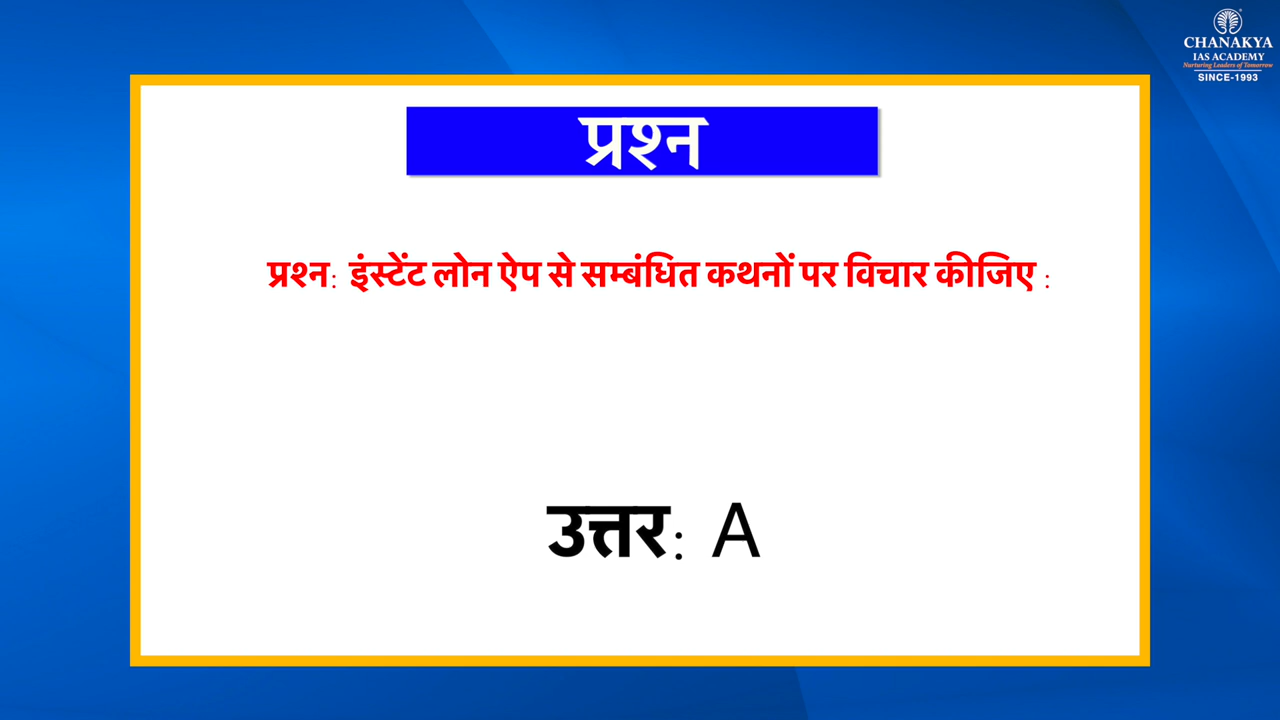 CHANAKYA
IAS ACADEMY
Nurturing Leaders of Tomorrow
SINCE-1993
प्रश्न
प्रश्न: इंस्टेंट लोन ऐप से सम्बंधित कथनों पर विचार कीजिए :
उत्तर: A